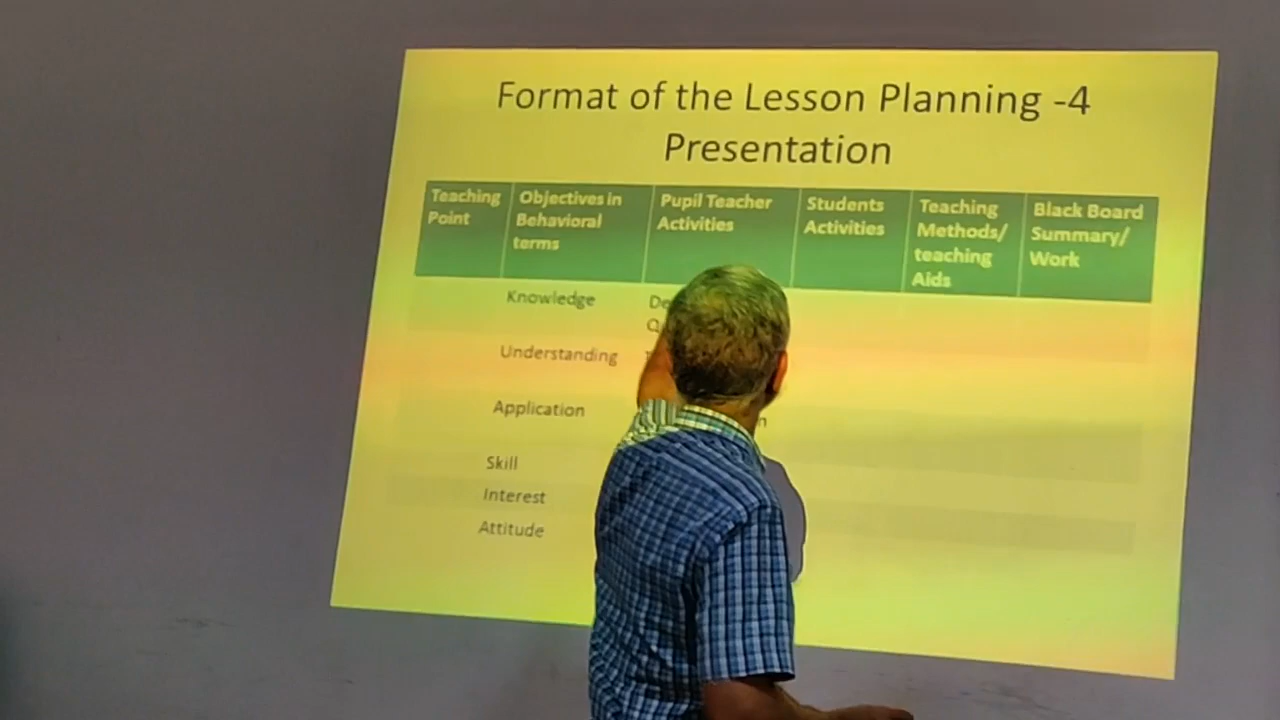 Format of the Lesson Planning -4
Presentation
Teaching
Point
Objectives in
Behavioral
terms
Pupil Teacher
Activities
Students
Activities
Teaching
Methods/
teaching
Aids
Black Board
Summary/
Work
Knowledge
Understanding
Application
Skill
Interest
Attitude